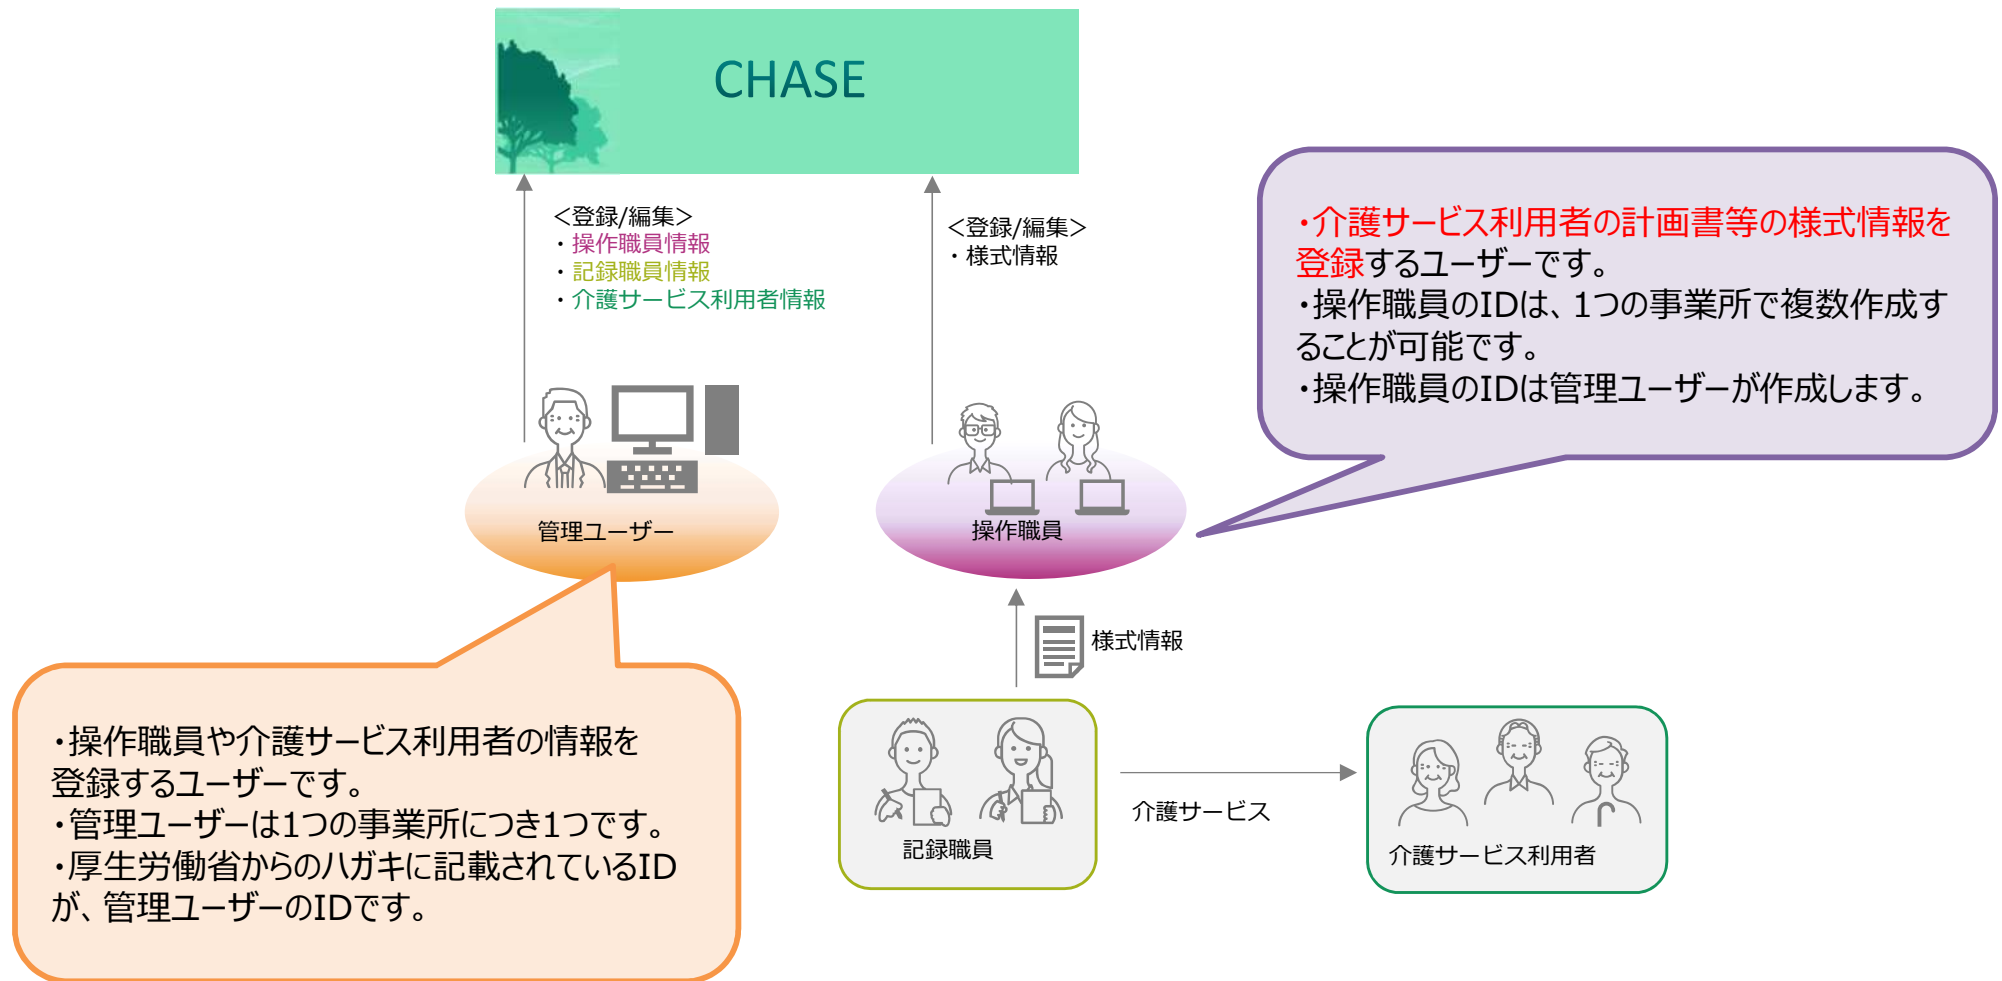 CHASE
＜登録/編集＞
・操作職員情報
・記録職員情報
・介護サービス利用者情報
＜登録/編集＞
・様式情報
・介護サービス利用者の計画書等の様式情報を
登録するユーザーです。
・操作職員のIDは、1つの事業所で複数作成す
ることが可能です。
・操作職員のIDは管理ユーザーが作成します。
管理ユーザー
操作職員
様式情報
・操作職員や介護サービス利用者の情報を
登録するユーザーです。
・管理ユーザーは1つの事業所につき1つです。
・厚生労働省からのハガキに記載されているID
が、管理ユーザーのIDです。
記録職員
介護サービス
介護サービス利用者